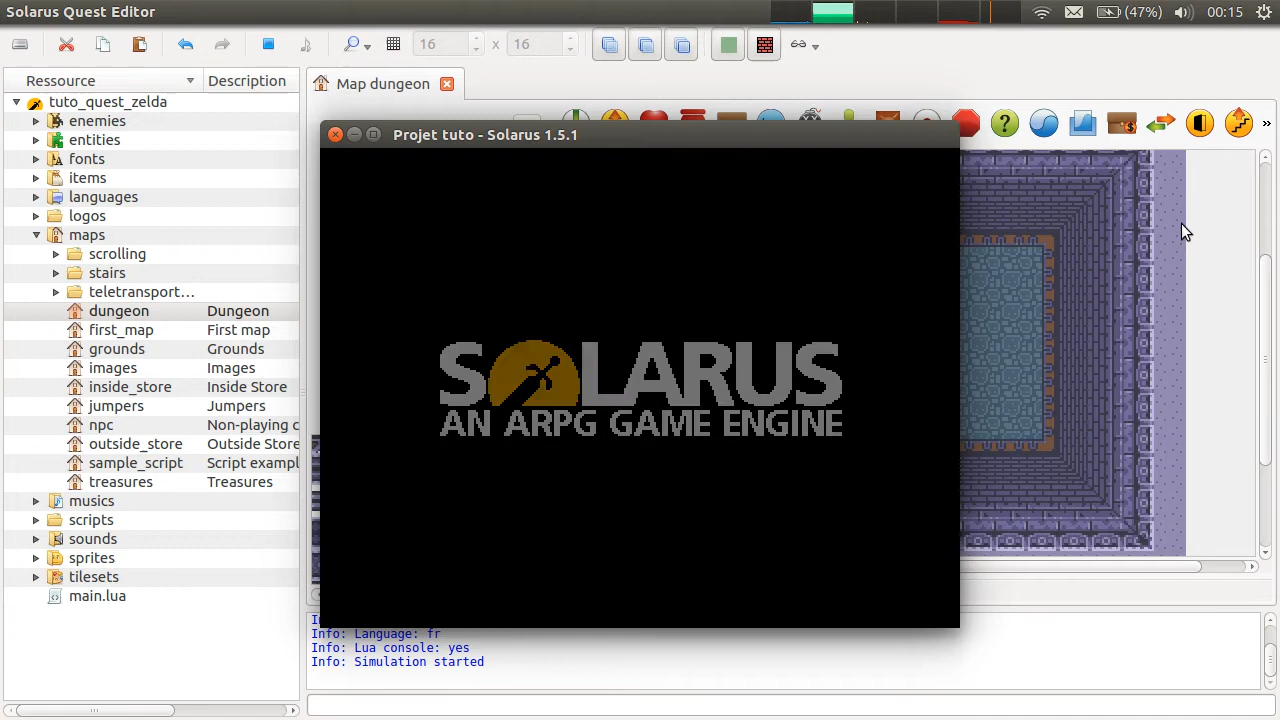 Solarus Quest Editor
(47%)
00:15
16 x 16
Ressource Description
Map dungeon
tuto_quest_zelda
enemies
entities
fonts
items
languages
logos
maps
scrolling
stairs
teletransport...
dungeon Dungeon
first_map First map
grounds Grounds
images Images
inside_store Inside Store
jumpers Jumpers
npc Non-playing
outside_store Outside Store
sample_script Script exampl
treasures Treasures
musics
scripts
sounds
sprites
tilesets
main.lua
Projet tuto - Solarus 1.5.1
SOLARUS
AN ARPG GAME ENGINE
Info: Language: fr
Info: Lua console: yes
Info: Simulation started